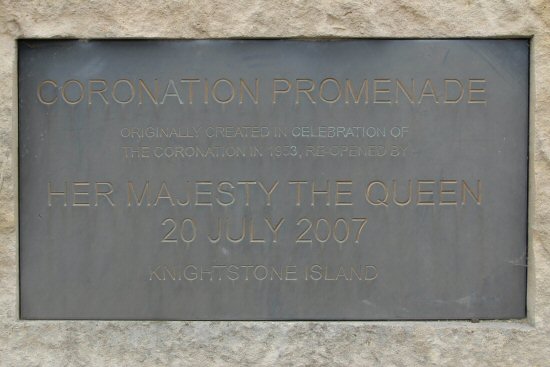 CORONATION PROMENADE
ORIGINALLY CREATED IN CELEBRATION OF
THE CORONATION IN 1953, RE-OPENED BY
HER MAJESTY THE QUEEN
20 JULY 2007
KNIGHTSTONE ISLAND